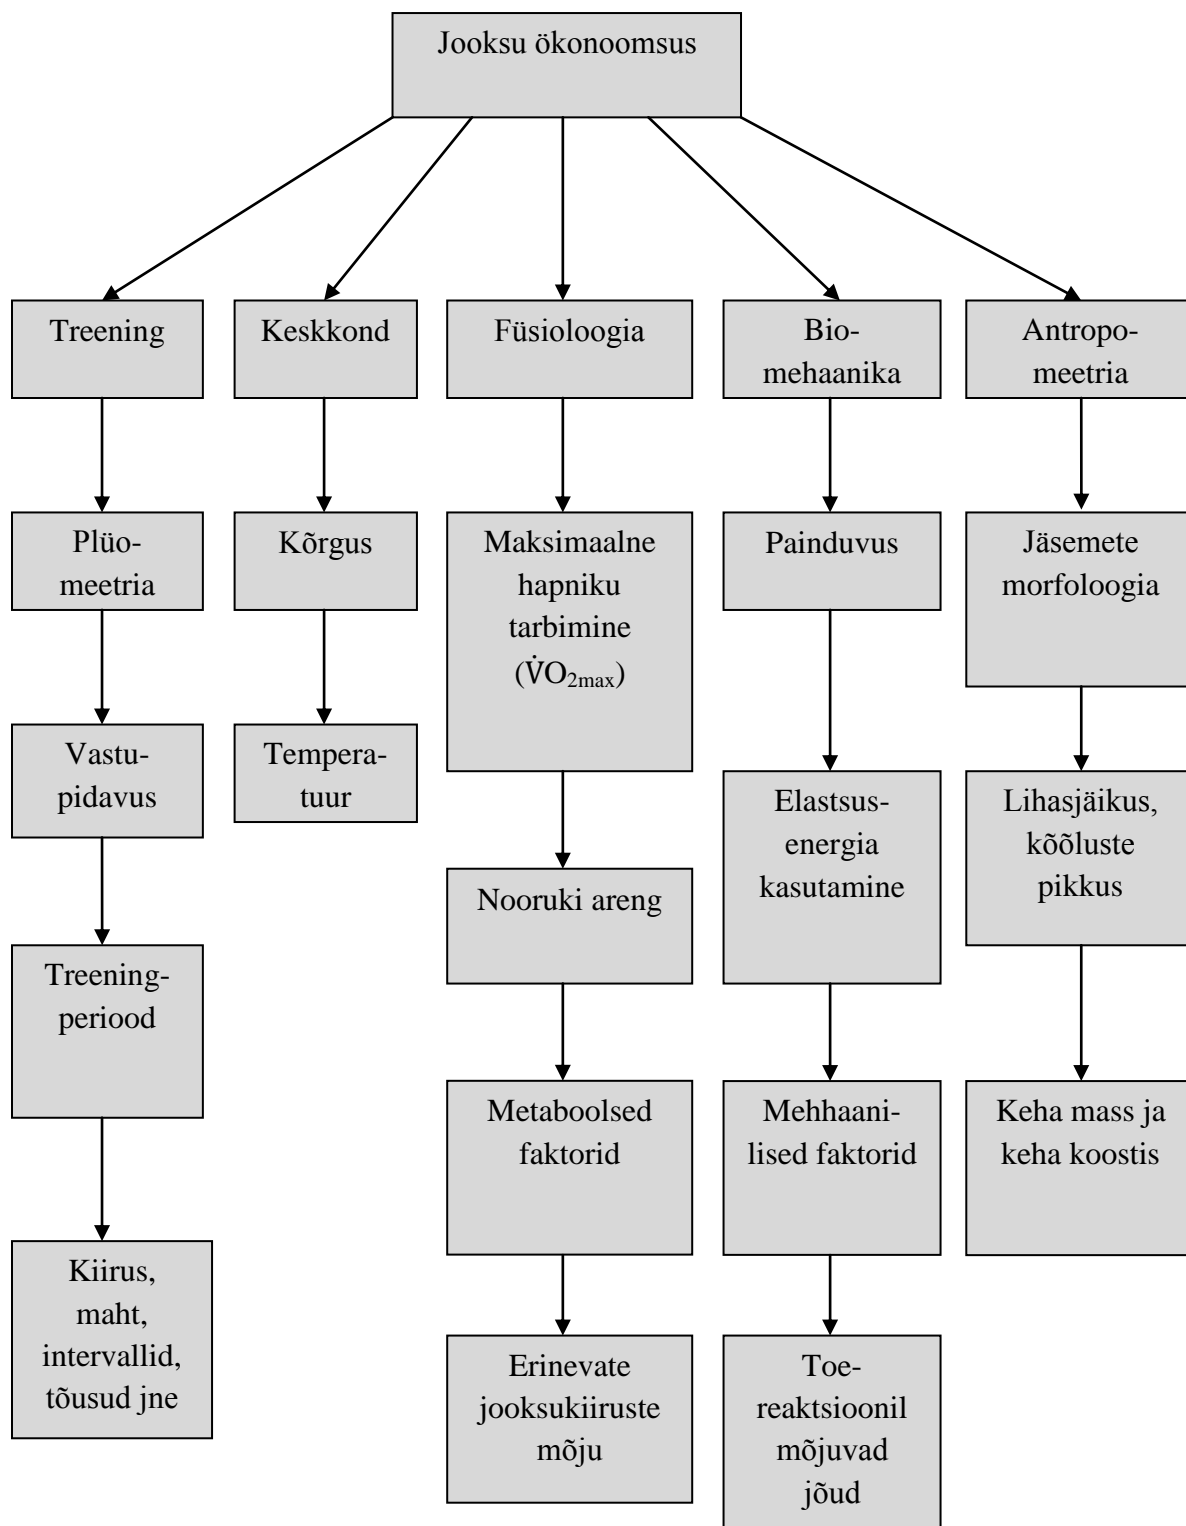 Jooksu ökonoomsus
Treening
Keskkond
Füsioloogia
Bio-
mehaanika
Antropo-
meetria
Plüo-
meetria
Kõrgus
Maksimaalne
hapniku
tarbimine
(V̇O₂max)
Painduvus
Jäsemete
morfoloogia
Vastu-
pidavus
Tempera-
tuur
Elastsus-
energia
kasutamine
Lihasjäikus,
kõõluste
pikkus
Nooruki areng
Treening-
periood
Metaboolsed
faktorid
Mehhaani-
lised faktorid
Keha mass ja
keha koostis
Kiirus,
maht,
intervallid,
tõusud jne
Erinevate
jooksukiiruste
mõju
Toe-
reaktsioonil
mõjuvad
jõud